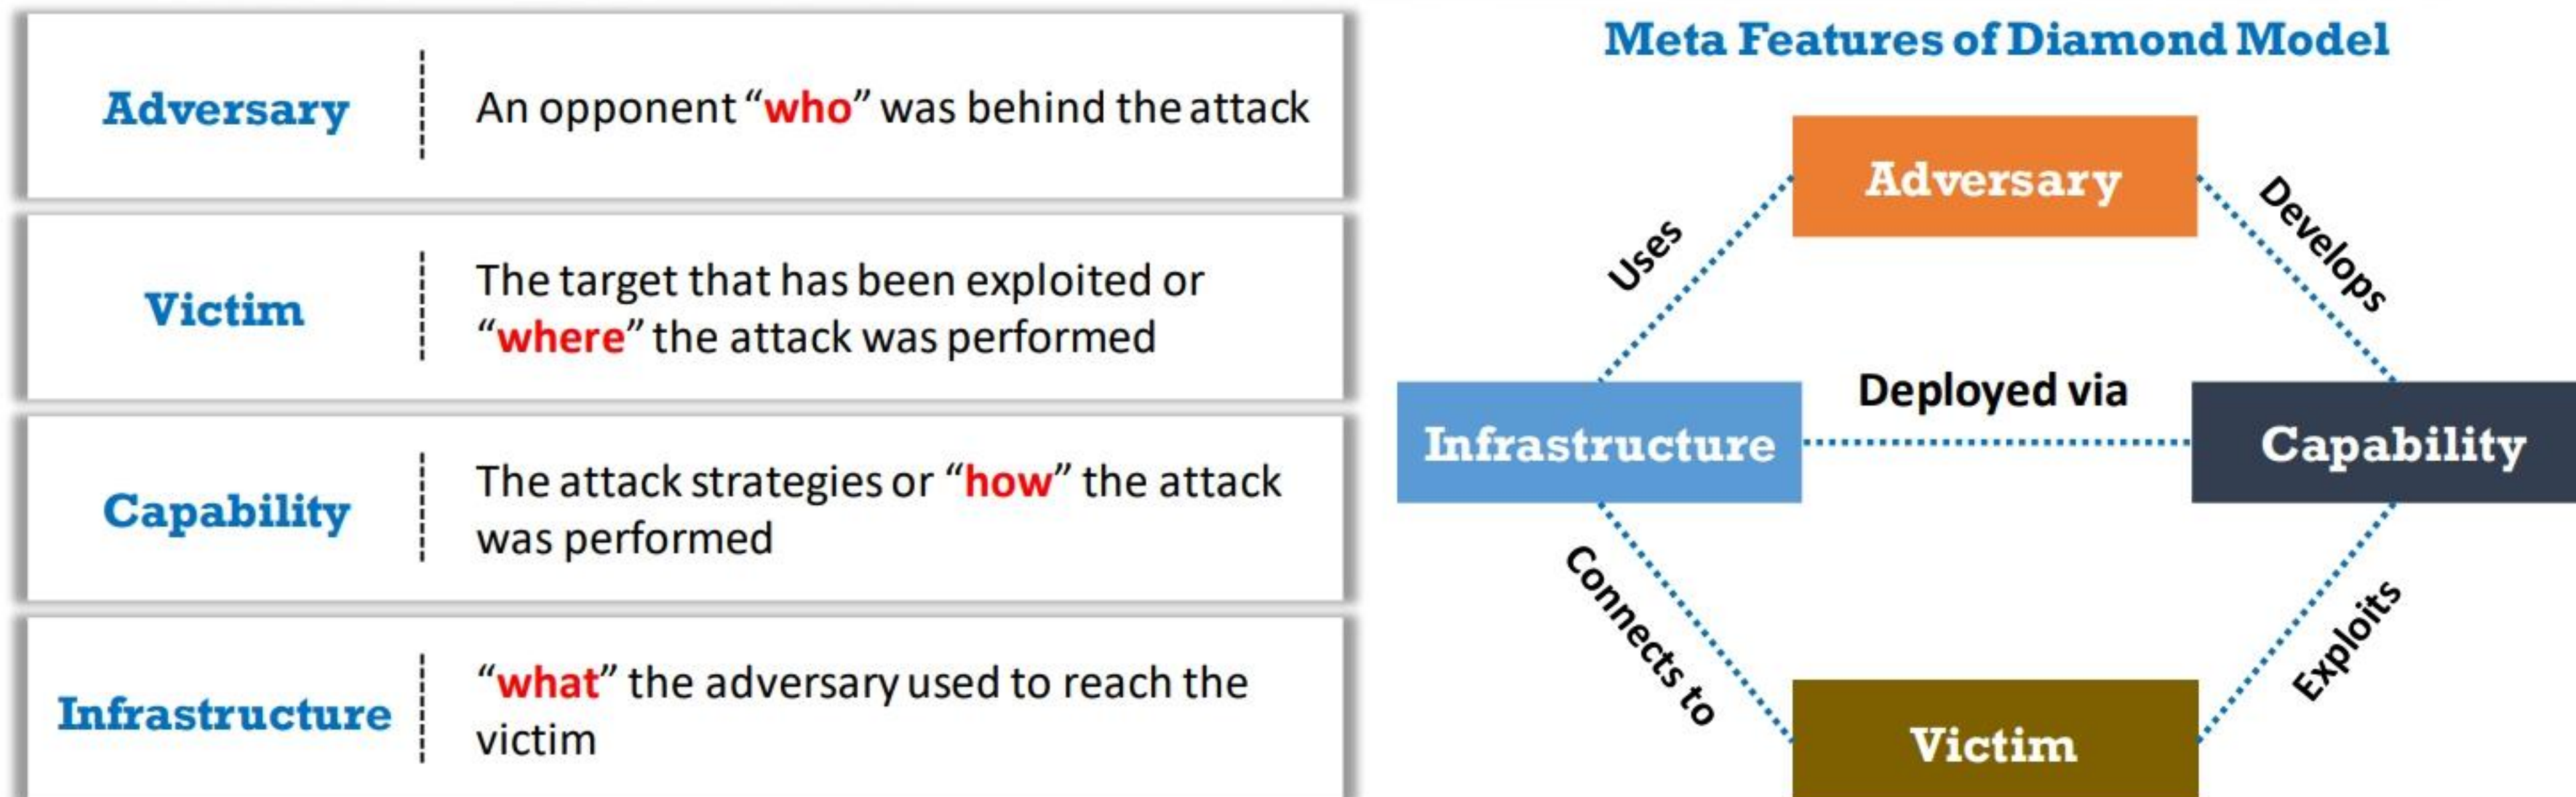 Adversary
An opponent “who” was behind the attack
Victim
The target that has been exploited or
“where” the attack was performed
Capability
The attack strategies or “how” the attack
was performed
Infrastructure
“what” the adversary used to reach the
victim
Meta Features of Diamond Model
Adversary
Uses
Develops
Deployed via
Infrastructure
Capability
Connects to
Exploits
Victim